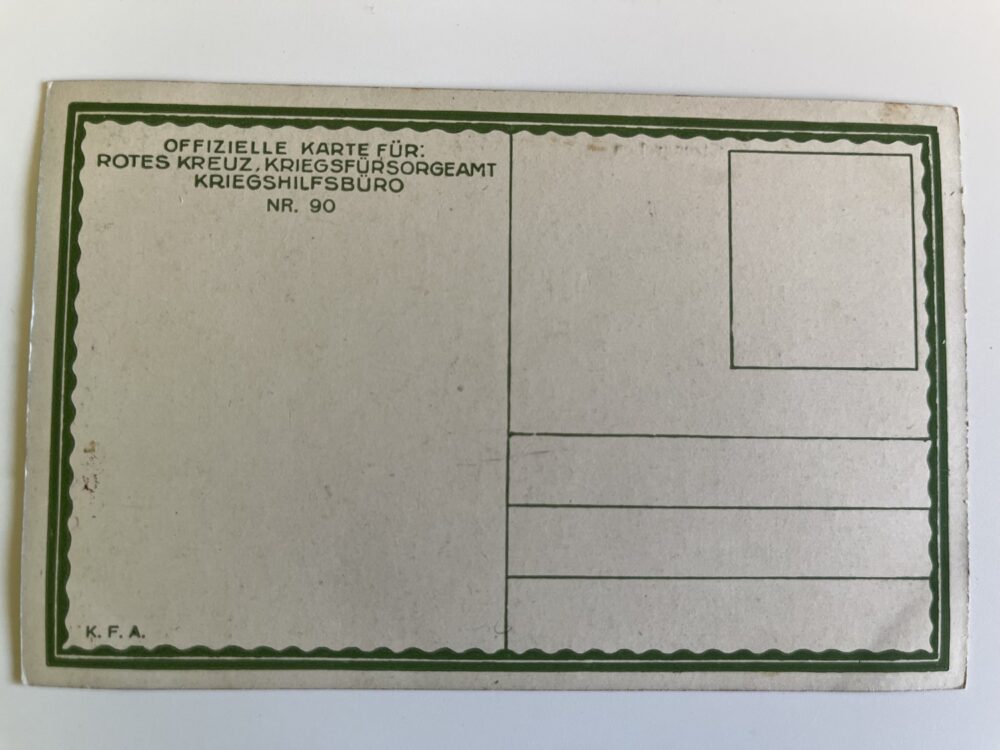 OFFIZIELLE KARTE FÜR:
ROTES KREUZ, KRIEGSFÜRSORGEAMT
KRIEGSHILFSBÜRO
NR. 90
K. F. A.